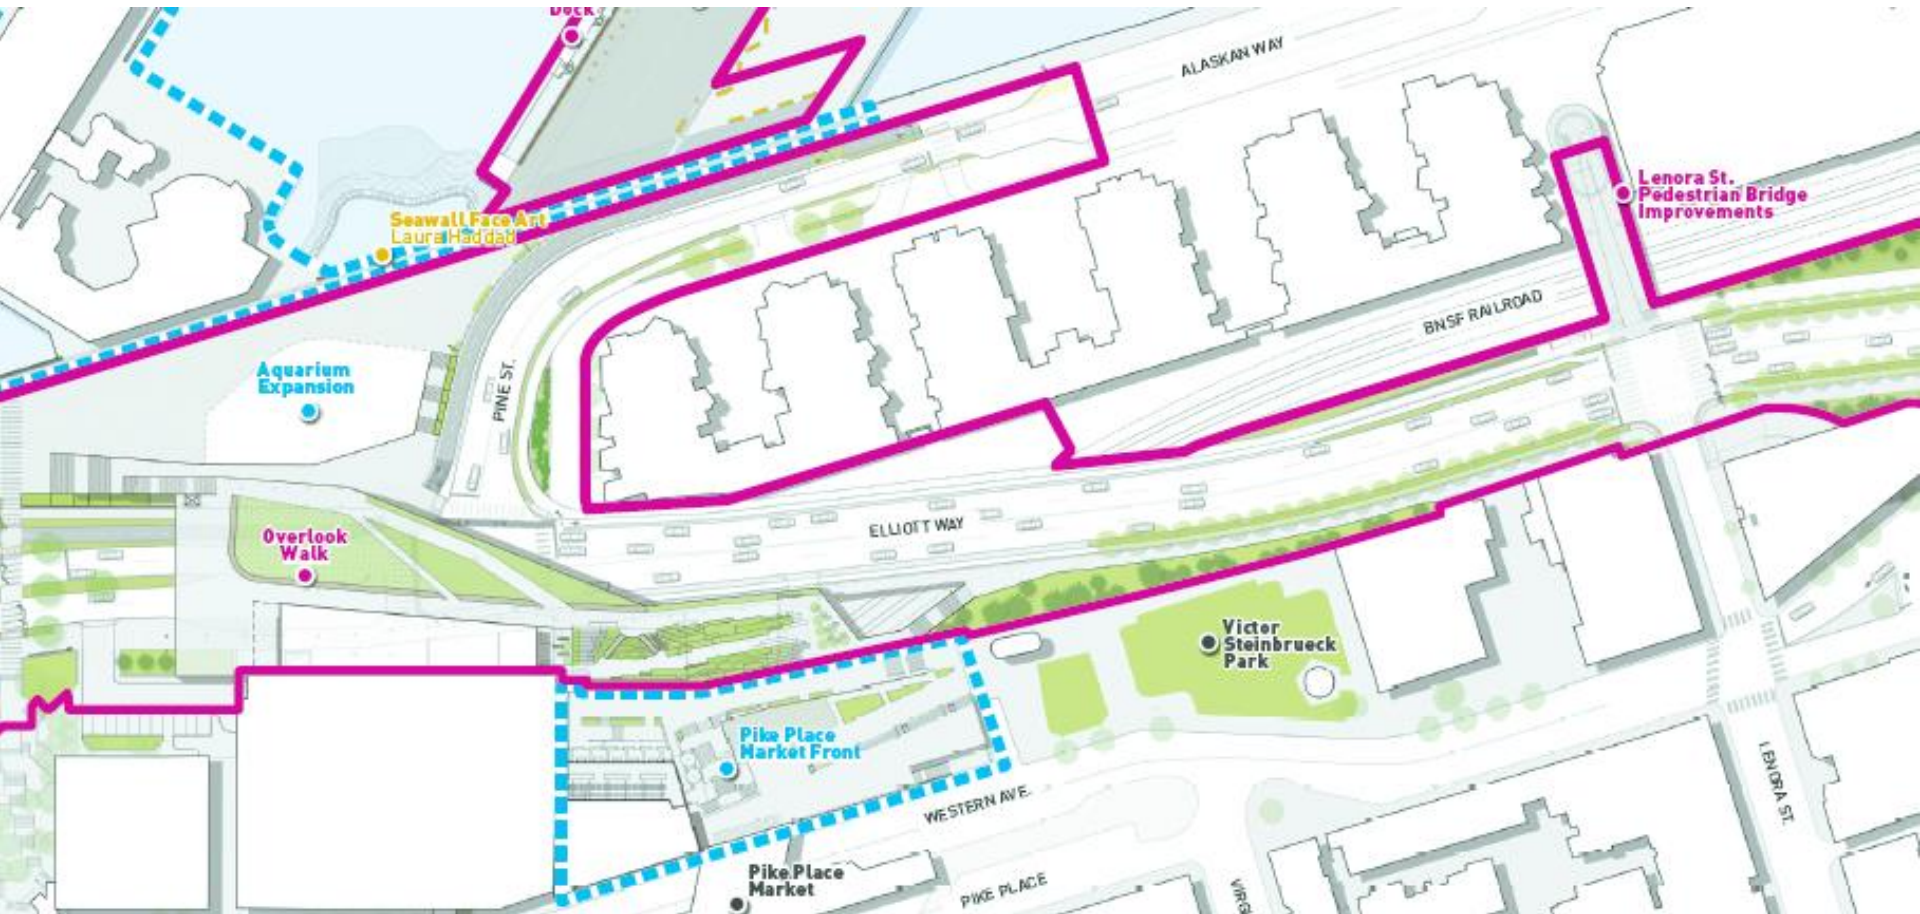 Dock
ALASKAN WAY
Lenora St.
Pedestrian Bridge
Improvements
Seawall Face Art
Laura Haddad
BNSF RAILROAD
Aquarium
Expansion
PINE ST.
ELLIOTT WAY
Overlook
Walk
Victor
Steinbrueck
Park
Pike Place
Market Front
LENORA ST.
WESTERN AVE.
Pike Place
Market
PIKE PLACE